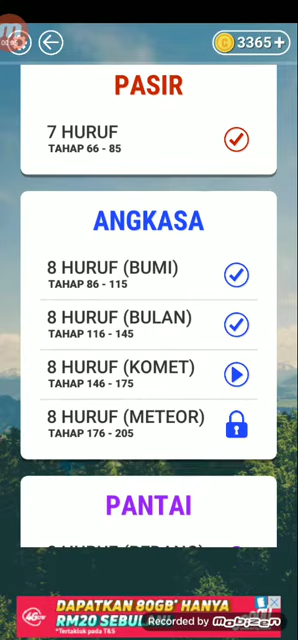 3365+
PASIR
7 HURUF
TAHAP 66 - 85
ANGKASA
8 HURUF (BUMI)
TAHAP 86 - 115
8 HURUF (BULAN)
TAHAP 116 - 145
8 HURUF (KOMET)
TAHAP 146 - 175
8 HURUF (METEOR)
TAHAP 176 - 205
PANTAI
DAPATKAN 80GB* HANYA
RM20 SEBUL
*Tertakluk pada T&S
Recorded by Mobizen